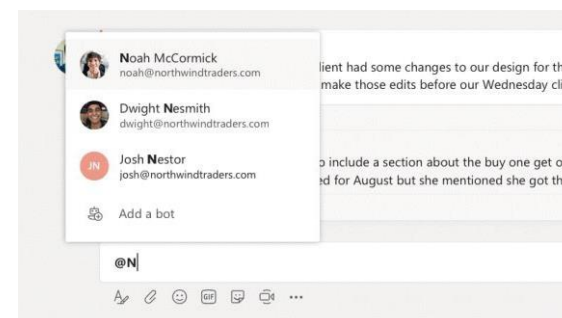 Noah McCormick
noah@northwindtraders.com
lient had some changes to our design for th
make those edits before our Wednesday cli
Dwight Nesmith
dwight@northwindtraders.com
JN
Josh Nestor
josh@northwindtraders.com
o include a section about the buy one get o
ed for August but she mentioned she got th
Add a bot
@N
GIF